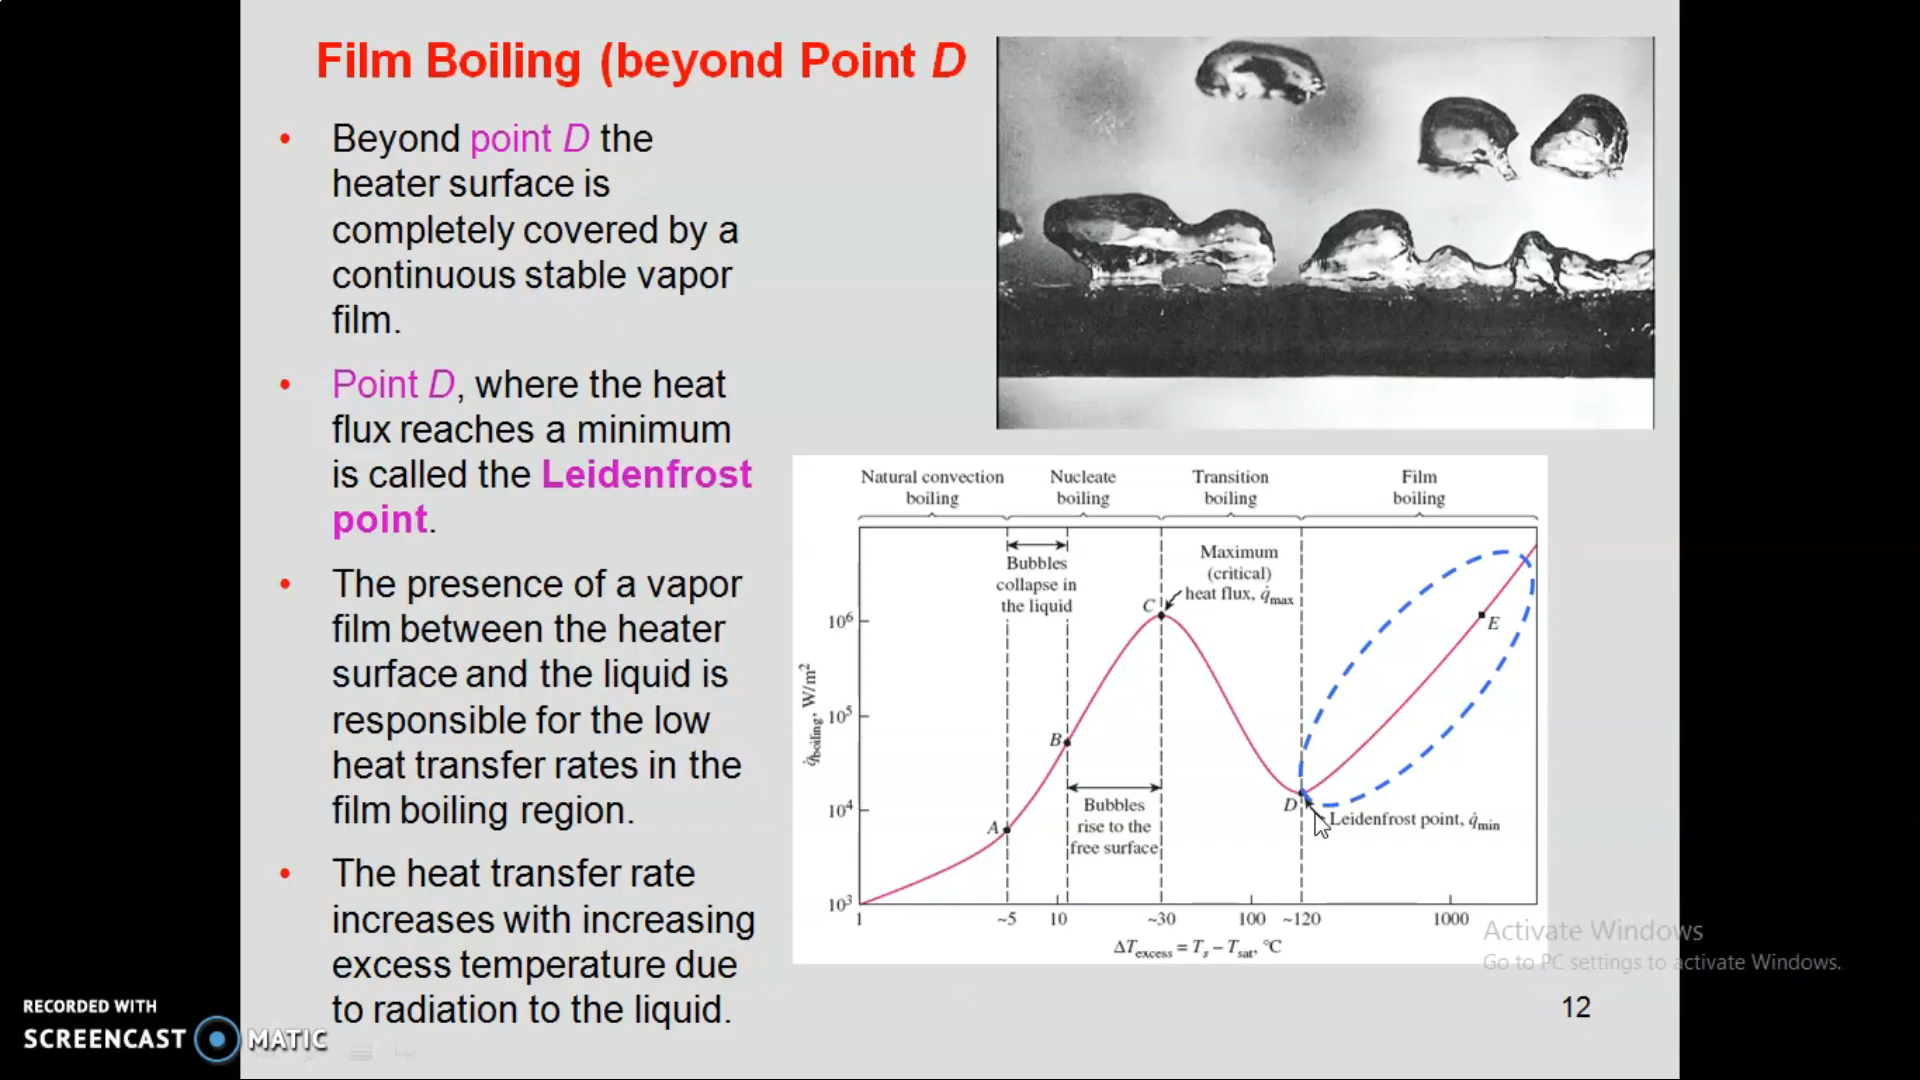 Film Boiling (beyond Point D
• Beyond point D the
heater surface is
completely covered by a
continuous stable vapor
film.
• Point D, where the heat
flux reaches a minimum
is called the Leidenfrost
point.
• The presence of a vapor
film between the heater
surface and the liquid is
responsible for the low
heat transfer rates in the
film boiling region.
• The heat transfer rate
increases with increasing
excess temperature due
to radiation to the liquid.
Natural convection
boiling
Nucleate
boiling
Transition
boiling
Film
boiling
Bubbles
collapse in
the liquid
Maximum
(critical)
heat flux, q̇max
C
E
B
A
D
Bubbles
rise to the
free surface
Leidenfrost point, q̇min
q̇boiling, W/m²
10⁶
10⁵
10⁴
10³
1 ~5 10 ~30 100 ~120 1000
ΔTexcess = Ts − Tsat, °C
Activate Windows
Go to PC settings to activate Windows.
12
RECORDED WITH
SCREENCAST MATIC